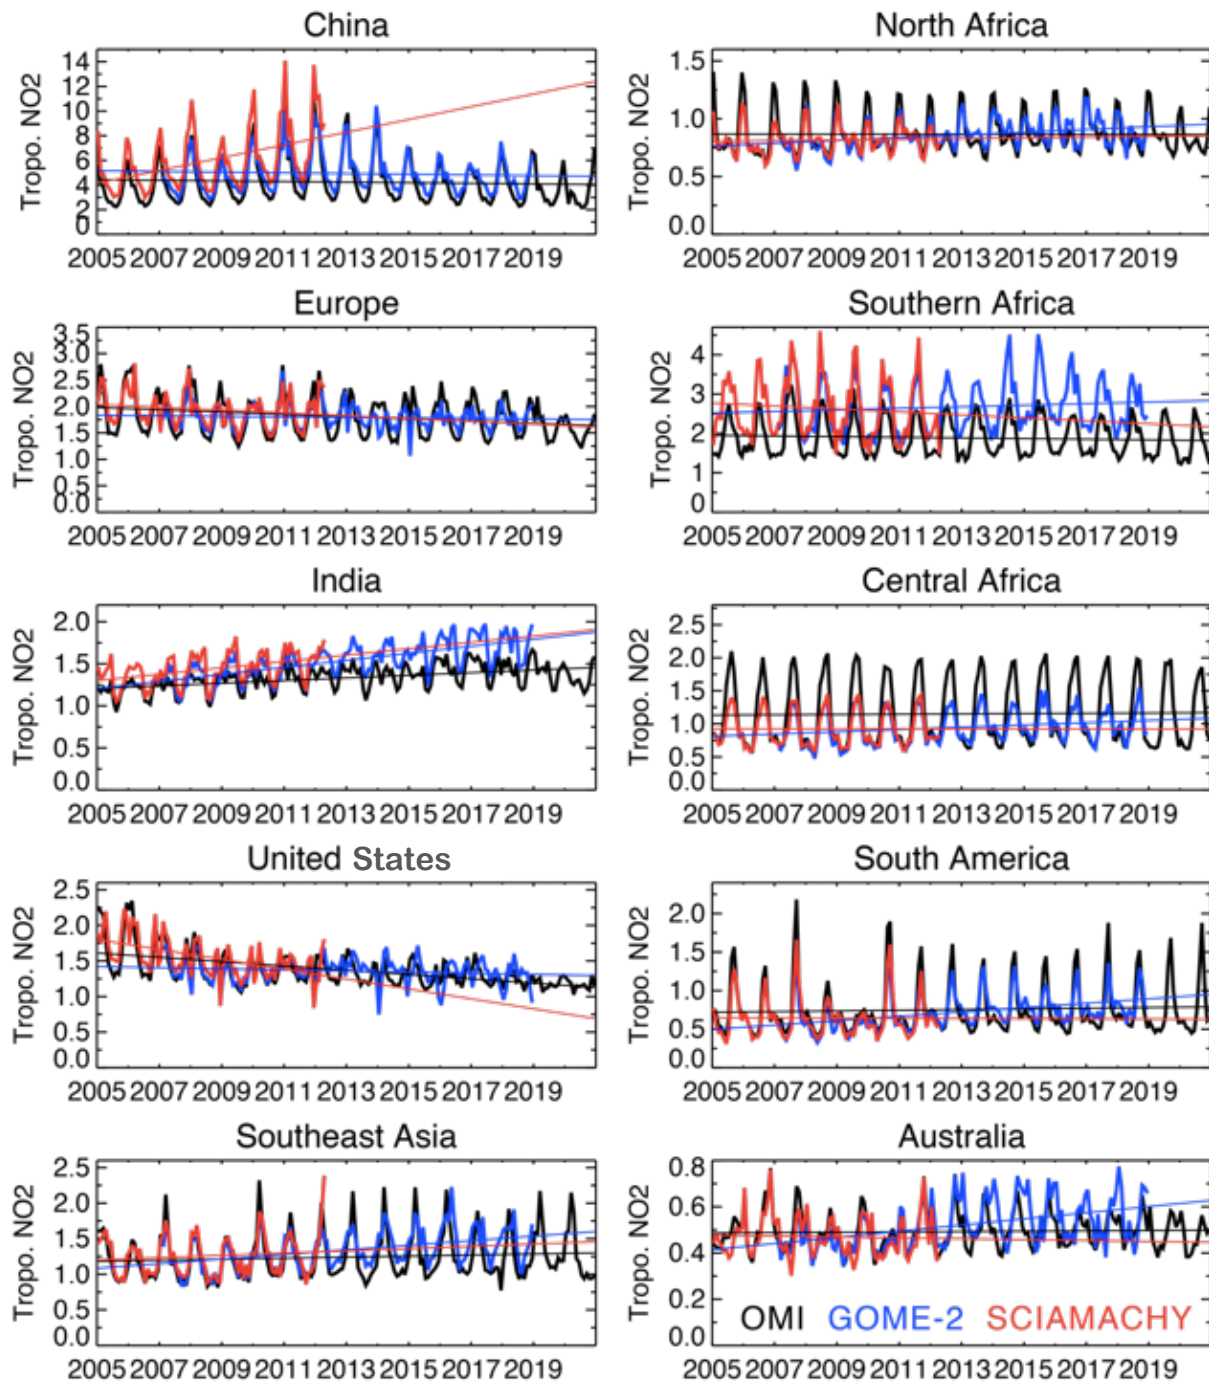 China
Tropo. NO2
14
12
10
8
6
4
2
0
2005 2007 2009 2011 2013 2015 2017 2019
North Africa
1.5
1.0
0.5
0.0
2005 2007 2009 2011 2013 2015 2017 2019
Europe
Tropo. NO2
3.5
3.0
2.5
2.0
1.5
1.0
0.5
0.0
2005 2007 2009 2011 2013 2015 2017 2019
Southern Africa
Tropo. NO2
4
3
2
1
0
2005 2007 2009 2011 2013 2015 2017 2019
India
Tropo. NO2
2.0
1.5
1.0
0.5
0.0
2005 2007 2009 2011 2013 2015 2017 2019
Central Africa
Tropo. NO2
2.5
2.0
1.5
1.0
0.5
0.0
2005 2007 2009 2011 2013 2015 2017 2019
United States
Tropo. NO2
2.5
2.0
1.5
1.0
0.5
0.0
2005 2007 2009 2011 2013 2015 2017 2019
South America
Tropo. NO2
2.0
1.5
1.0
0.5
0.0
2005 2007 2009 2011 2013 2015 2017 2019
Southeast Asia
Tropo. NO2
2.5
2.0
1.5
1.0
0.5
0.0
2005 2007 2009 2011 2013 2015 2017 2019
Australia
Tropo. NO2
0.8
0.6
0.4
0.2
0.0
OMI GOME-2 SCIAMACHY
2005 2007 2009 2011 2013 2015 2017 2019